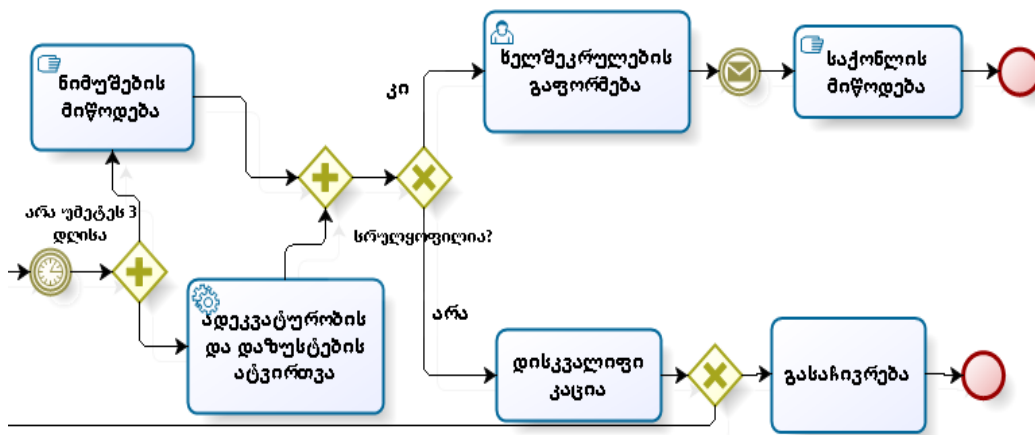 ნიმუშების
მიწოდება
ხელშეკრულების
გაფორმება
საქონლის
მიწოდება
კი
არა უმეტეს 3
დღისა
სრულყოფილია?
ადეკვატურობის
და დაზუსტების
ატვირთვა
არა
დისკვალიფი
კაცია
გასაჩივრება